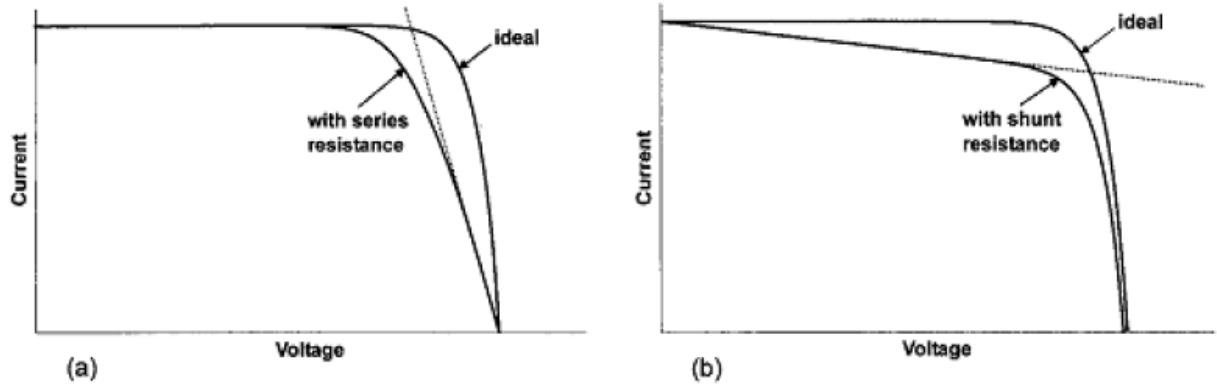 ideal
with series
resistance
Current
Voltage
(a)
ideal
with shunt
resistance
Current
Voltage
(b)